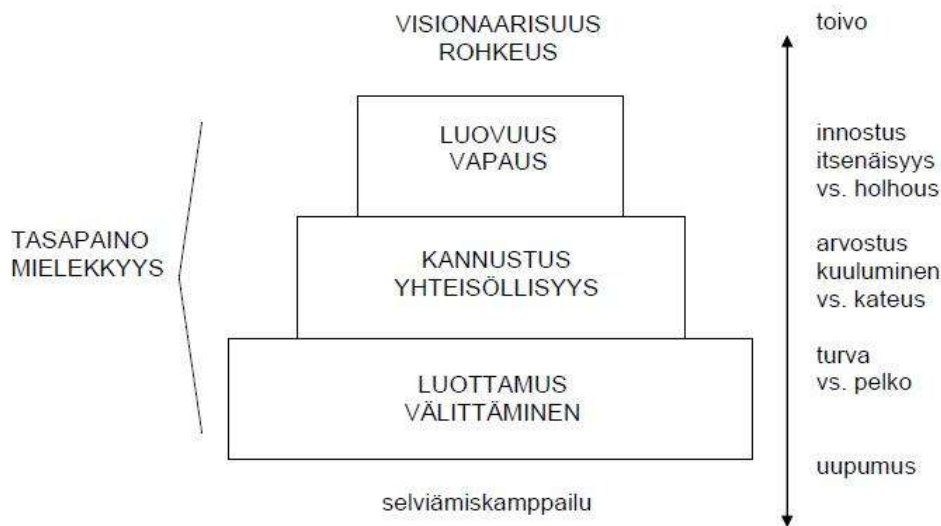 VISIONAARISUUS
ROHKEUS
toivo
LUOVUUS
VAPAUS
innostus
itsenäisyys
vs. holhous
TASAPAINO
MIELEKKYYS
KANNUSTUS
YHTEISÖLLISYYS
arvostus
kuuluminen
vs. kateus
LUOTTAMUS
VÄLITTÄMINEN
turva
vs. pelko
uupumus
selviämiskamppailu